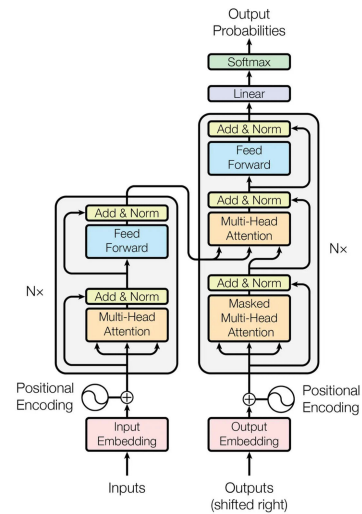 Output
Probabilities
Softmax
Linear
Add & Norm
Feed
Forward
Add & Norm
Multi-Head
Attention
Nx
Add & Norm
Masked
Multi-Head
Attention
Positional
Encoding
Output
Embedding
Outputs
(shifted right)
Add & Norm
Feed
Forward
Nx
Add & Norm
Multi-Head
Attention
Positional
Encoding
Input
Embedding
Inputs